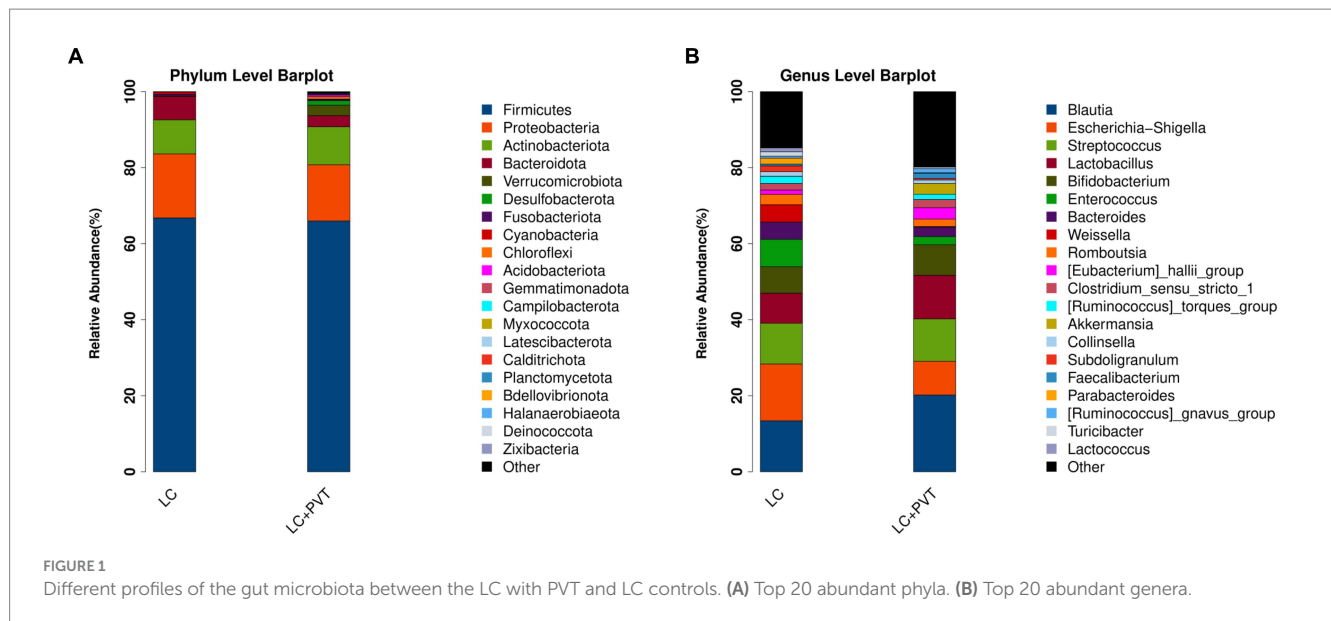 A
Phylum Level Barplot
Relative Abundance(%)
100
80
60
40
20
0
LC
LC+PVT
Firmicutes
Proteobacteria
Actinobacteriota
Bacteroidota
Verrucomicrobiota
Desulfobacterota
Fusobacteriota
Cyanobacteria
Chloroflexi
Acidobacteriota
Gemmatimonadota
Campilobacterota
Myxococcota
Latescibacterota
Calditrichota
Planctomycetota
Bdellovibrionota
Halanaerobiaeota
Deinococcota
Zixibacteria
Other
B
Genus Level Barplot
Relative Abundance(%)
100
80
60
40
20
0
LC
LC+PVT
Blautia
Escherichia−Shigella
Streptococcus
Lactobacillus
Bifidobacterium
Enterococcus
Bacteroides
Weissella
Romboutsia
[Eubacterium]_hallii_group
Clostridium_sensu_stricto_1
[Ruminococcus]_torques_group
Akkermansia
Collinsella
Subdoligranulum
Faecalibacterium
Parabacteroides
[Ruminococcus]_gnavus_group
Turicibacter
Lactococcus
Other
FIGURE 1
Different profiles of the gut microbiota between the LC with PVT and LC controls. (A) Top 20 abundant phyla. (B) Top 20 abundant genera.